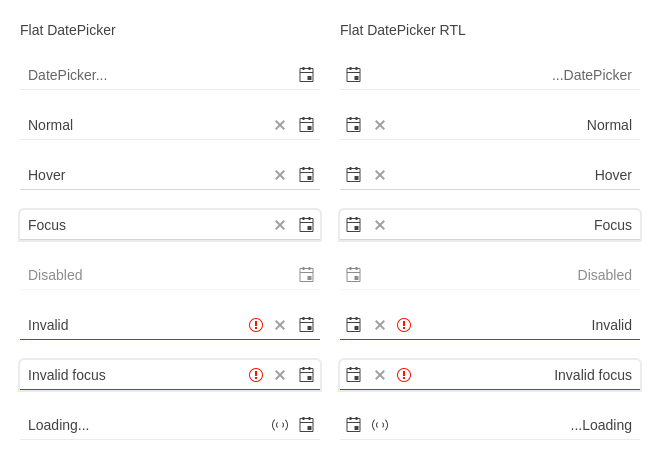 Flat DatePicker
DatePicker...
Normal
Hover
Focus
Disabled
Invalid
Invalid focus
Loading...
Flat DatePicker RTL
...DatePicker
Normal
Hover
Focus
Disabled
Invalid
Invalid focus
...Loading